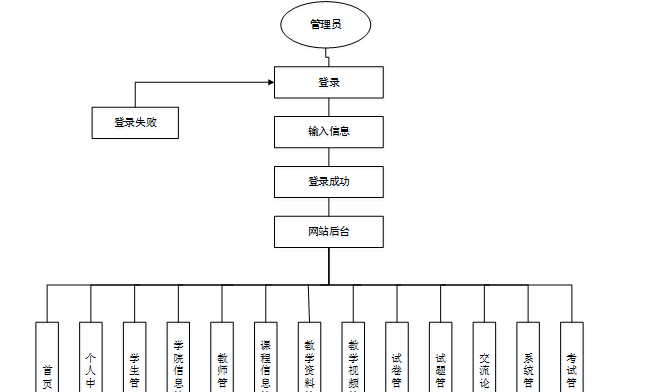 管理员
登录
登录失败
输入信息
登录成功
网站后台
首页
个人中
学生管
学院信息
教师管
课程信息
教学资料
教学视频
试卷管
试题管
交流论
系统管
考试管